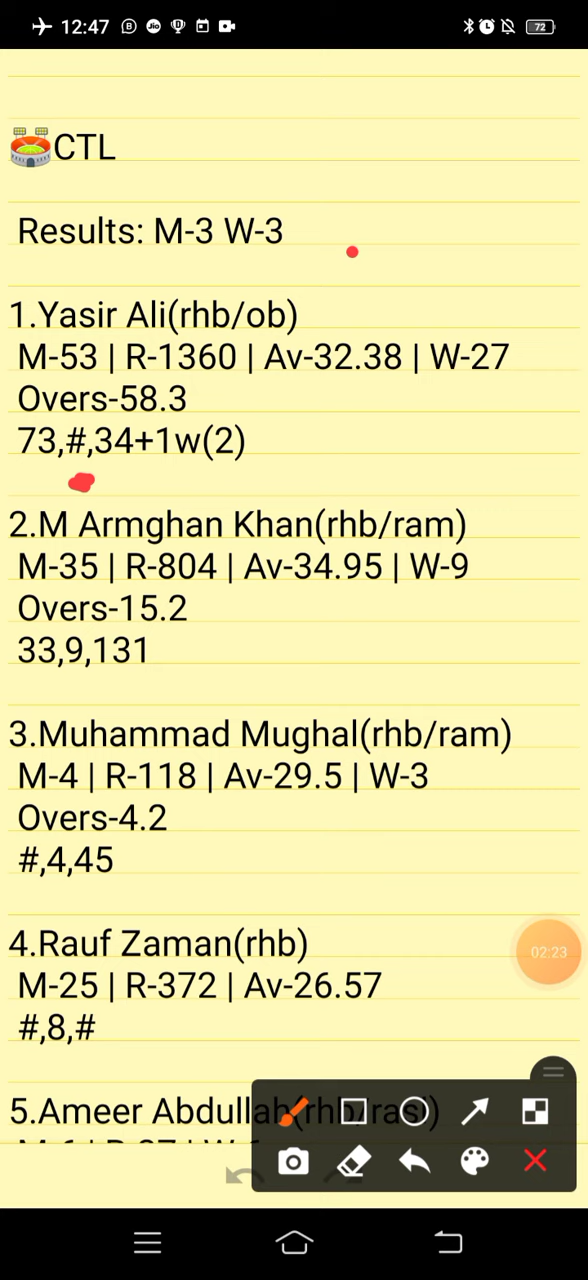 12:47
72
CTL
Results: M-3 W-3
1.Yasir Ali(rhb/ob)
M-53 | R-1360 | Av-32.38 | W-27
Overs-58.3
73,#,34+1w(2)
2.M Armghan Khan(rhb/ram)
M-35 | R-804 | Av-34.95 | W-9
Overs-15.2
33,9,131
3.Muhammad Mughal(rhb/ram)
M-4 | R-118 | Av-29.5 | W-3
Overs-4.2
#,4,45
4.Rauf Zaman(rhb)
M-25 | R-372 | Av-26.57
#,8,#
02:23
5.Ameer Abdullah(rhb/rasi)